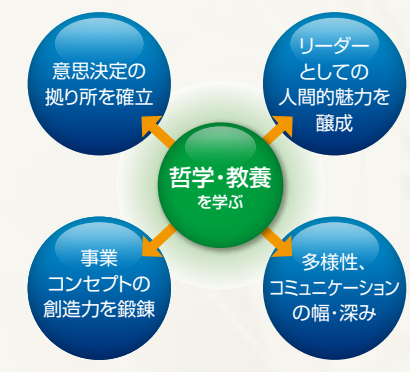 意思決定の
拠り所を確立
リーダー
としての
人間的魅力を
醸成
哲学・教養
を学ぶ
事業
コンセプトの
創造力を鍛錬
多様性、
コミュニケーション
の幅・深み